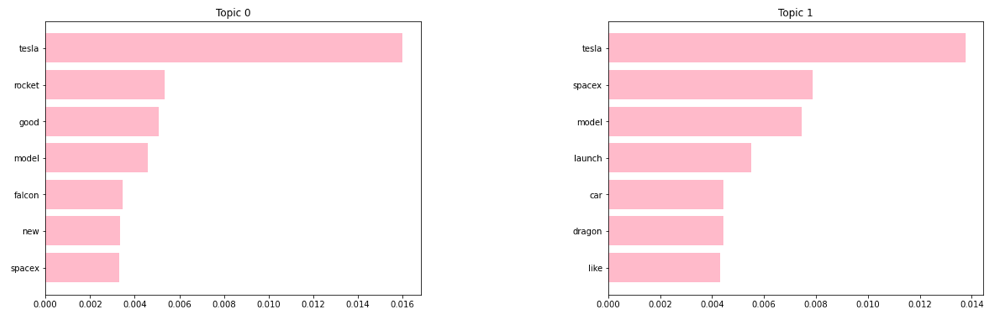 Topic 0
tesla
rocket
good
model
falcon
new
spacex
0.000 0.002 0.004 0.006 0.008 0.010 0.012 0.014 0.016
Topic 1
tesla
spacex
model
launch
car
dragon
like
0.000 0.002 0.004 0.006 0.008 0.010 0.012 0.014